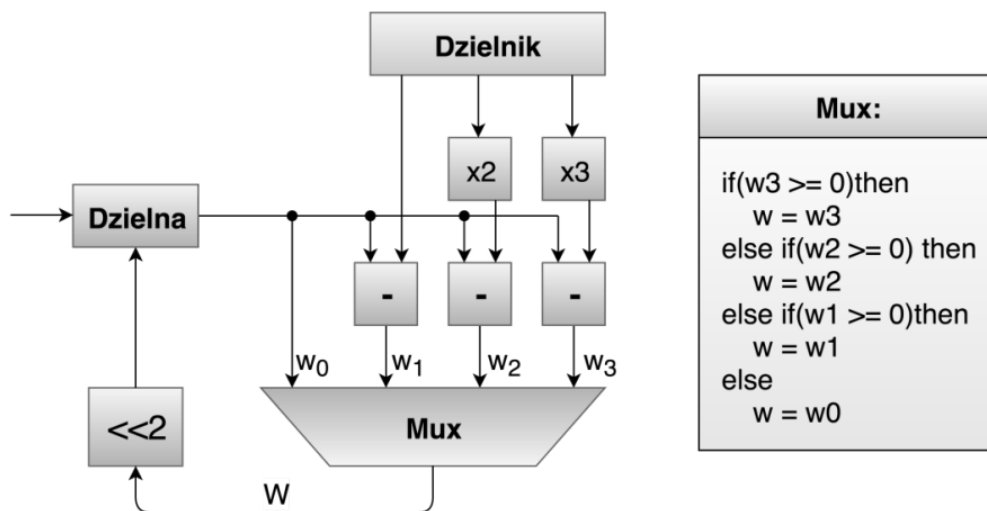 Dzielnik
x2
x3
Dzielna
-
-
-
w0
w1
w2
w3
<<2
Mux
W
Mux:
if(w3 >= 0)then
w = w3
else if(w2 >= 0) then
w = w2
else if(w1 >= 0)then
w = w1
else
w = w0